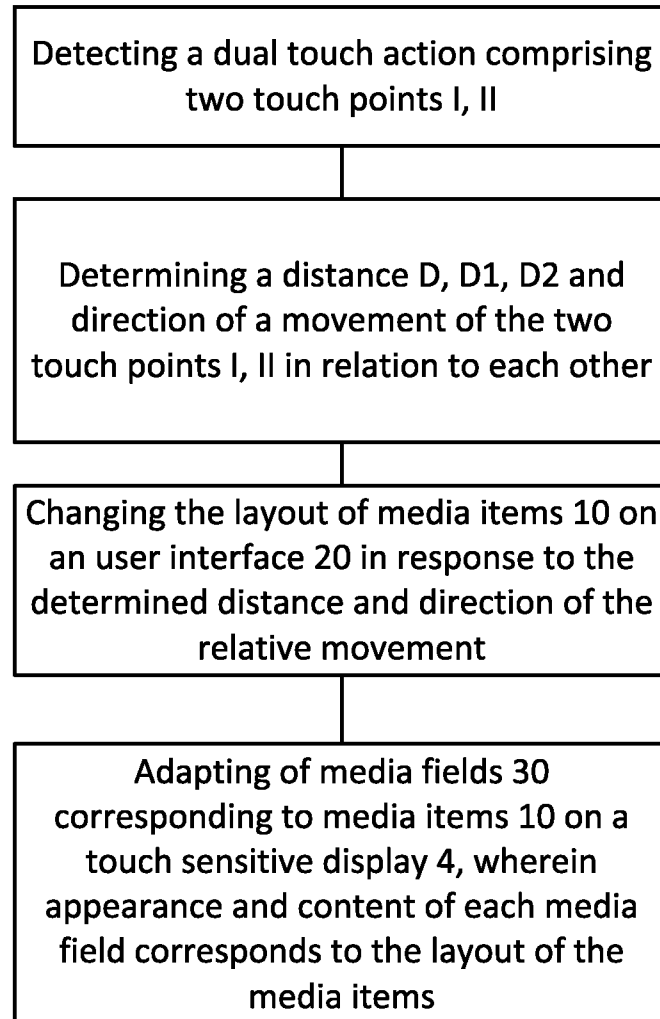 Detecting a dual touch action comprising
two touch points I, II
Determining a distance D, D1, D2 and
direction of a movement of the two
touch points I, II in relation to each other
Changing the layout of media items 10 on
an user interface 20 in response to the
determined distance and direction of the
relative movement
Adapting of media fields 30
corresponding to media items 10 on a
touch sensitive display 4, wherein
appearance and content of each media
field corresponds to the layout of the
media items